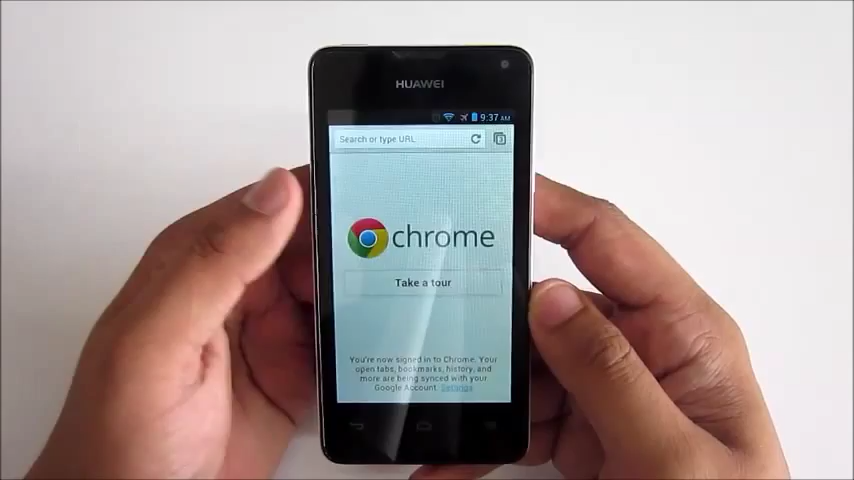 HUAWEI
9:37 AM
Search or type URL
chrome
Take a tour
You're now signed in to Chrome. Your
open tabs, bookmarks, history, and
more are being synced with your
Google Account. Settings